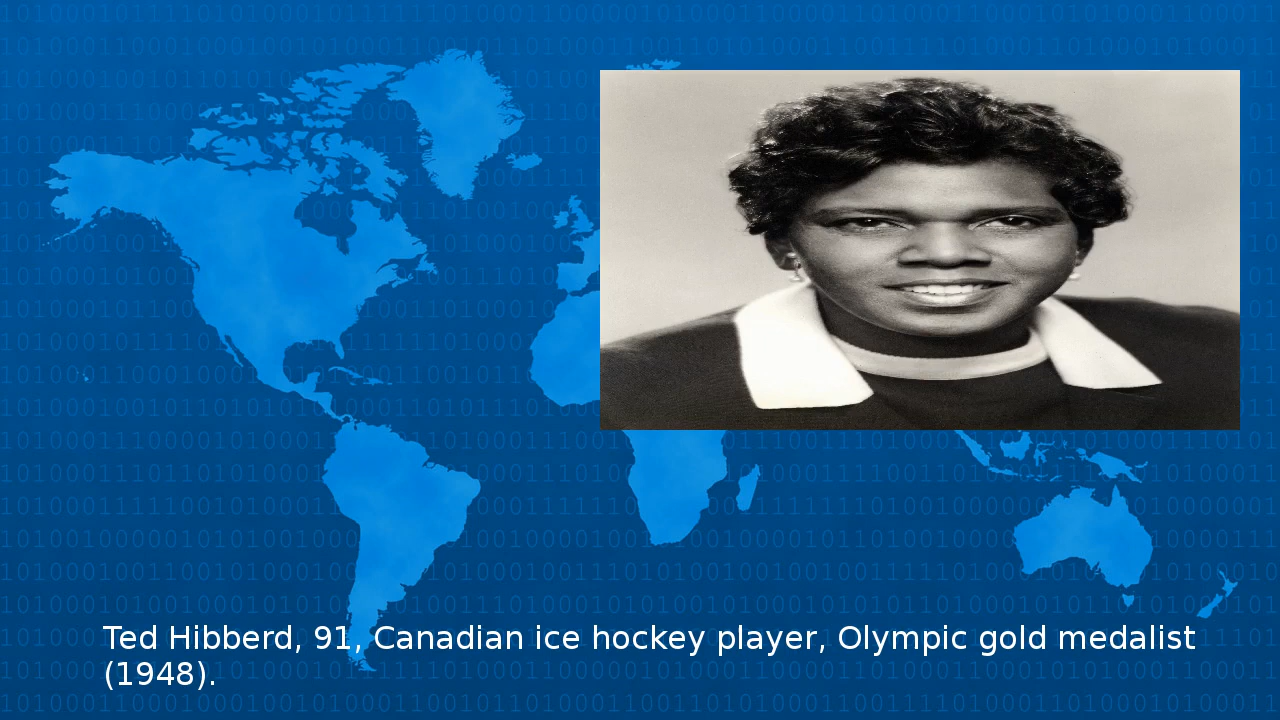 Ted Hibberd, 91, Canadian ice hockey player, Olympic gold medalist
(1948).